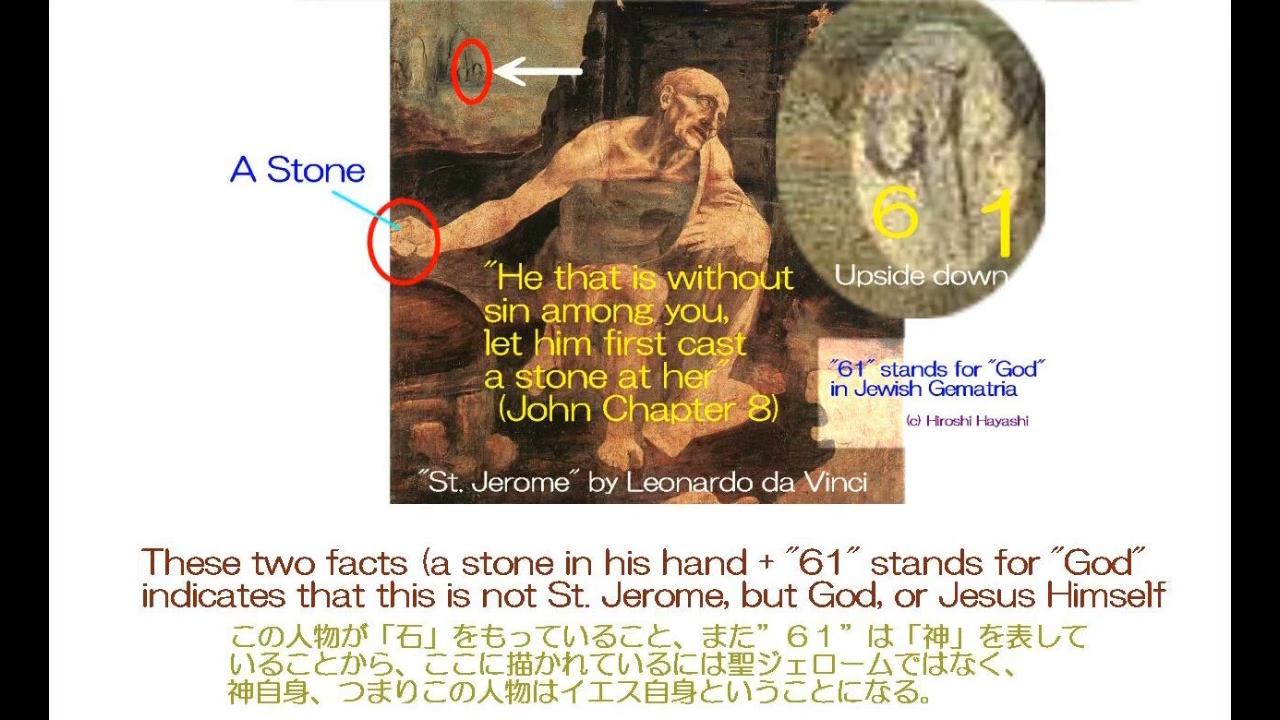 A Stone
"He that is without
sin among you,
let him first cast
a stone at her"
(John Chapter 8)
6 1
Upside down
"61" stands for "God"
in Jewish Gematria
(c) Hiroshi Hayashi
"St. Jerome" by Leonardo da Vinci
These two facts (a stone in his hand + "61" stands for "God"
indicates that this is not St. Jerome, but God, or Jesus Himself
この人物が「石」をもっていること、また”６１”は「神」を表して
いることから、ここに描かれているには聖ジェロームではなく、
神自身、つまりこの人物はイエス自身ということになる。